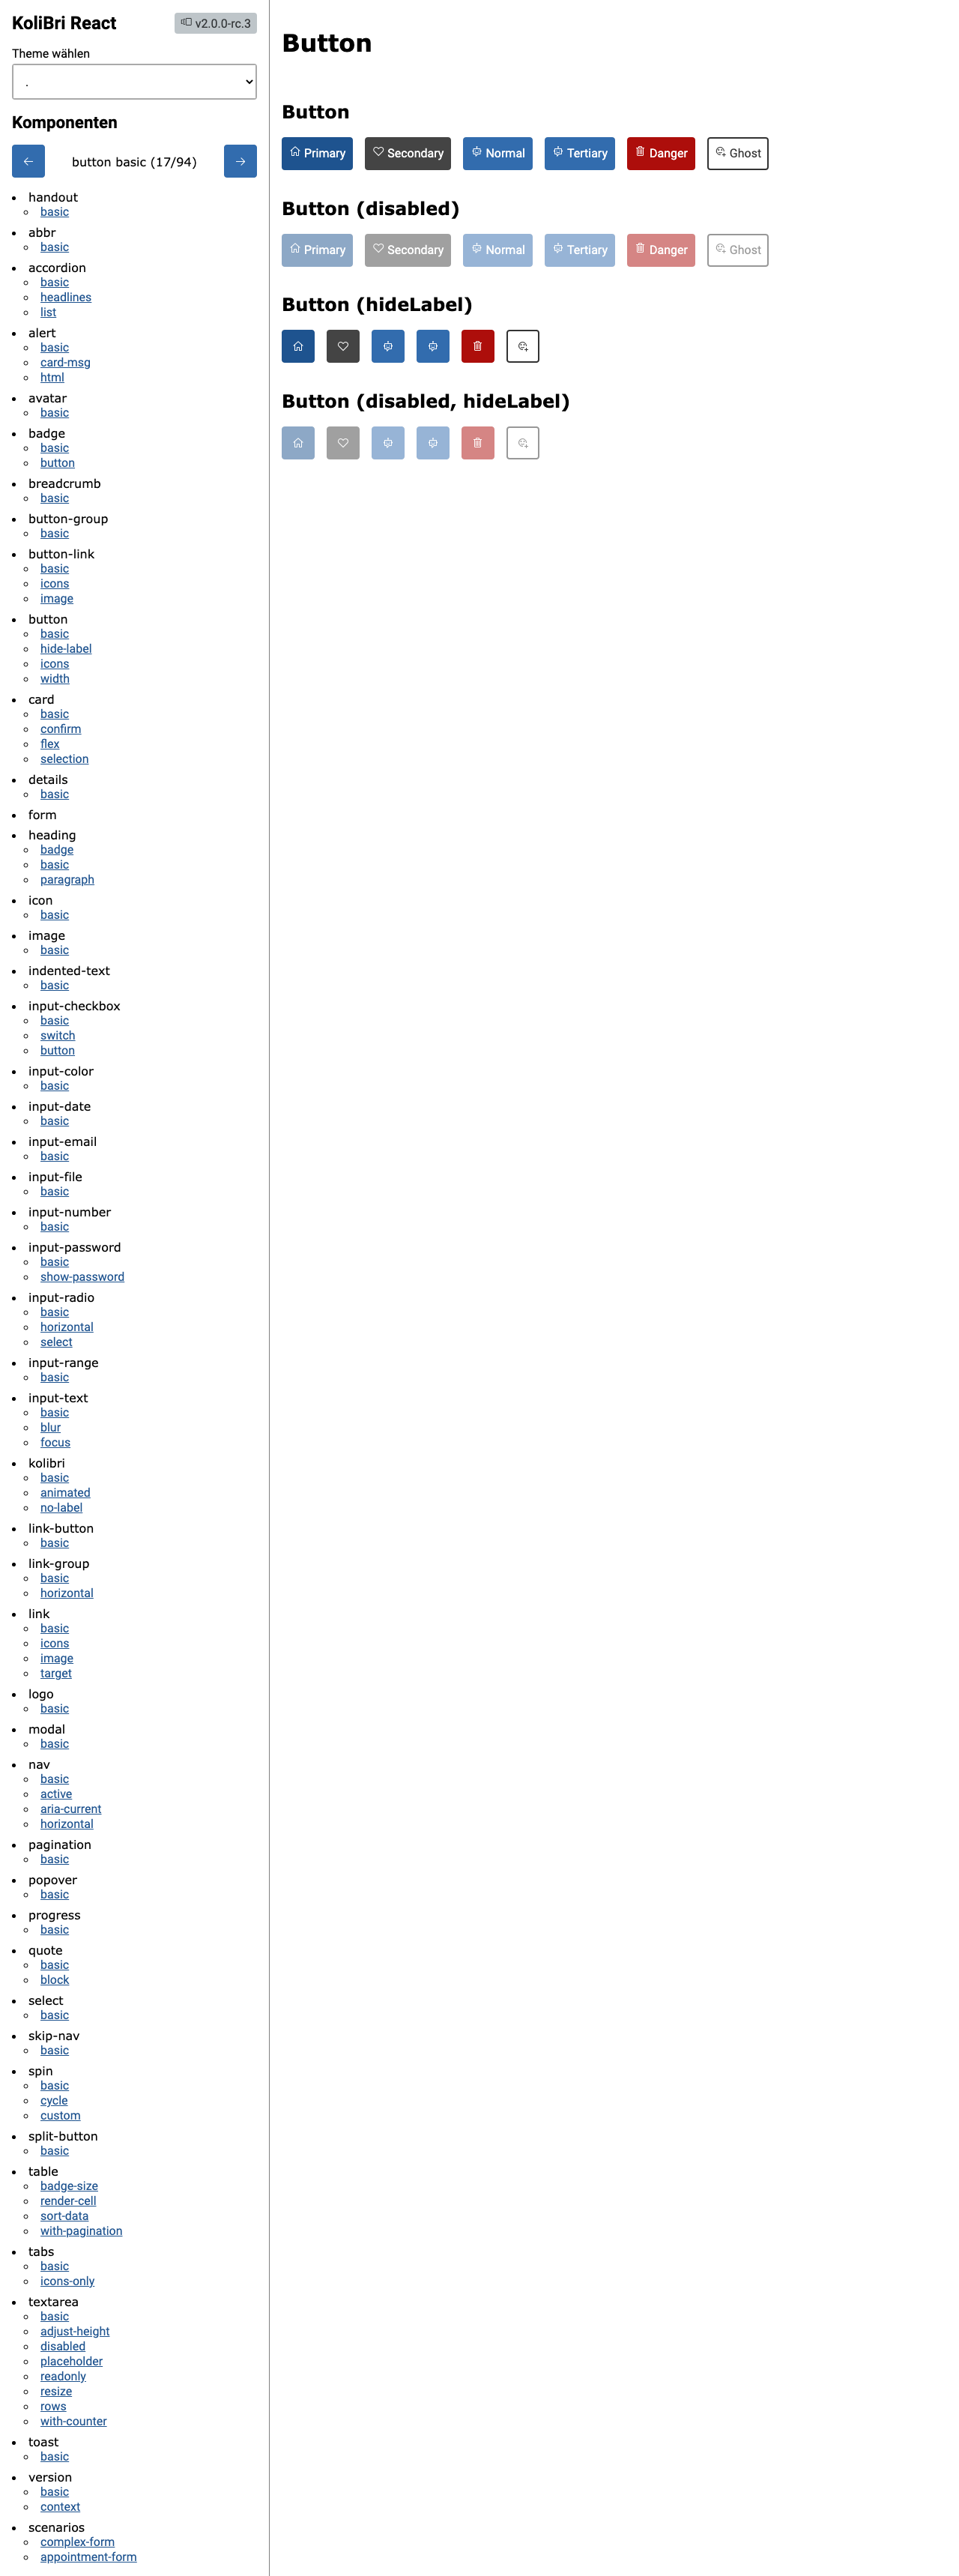 KoliBri React
v2.0.0-rc.3
Theme wählen
.
Komponenten
button basic (17/94)
handout
basic
abbr
basic
accordion
basic
headlines
list
alert
basic
card-msg
html
avatar
basic
badge
basic
button
breadcrumb
basic
button-group
basic
button-link
basic
icons
image
button
basic
hide-label
icons
width
card
basic
confirm
flex
selection
details
basic
form
heading
badge
basic
paragraph
icon
basic
image
basic
indented-text
basic
input-checkbox
basic
switch
button
input-color
basic
input-date
basic
input-email
basic
input-file
basic
input-number
basic
input-password
basic
show-password
input-radio
basic
horizontal
select
input-range
basic
input-text
basic
blur
focus
kolibri
basic
animated
no-label
link-button
basic
link-group
basic
horizontal
link
basic
icons
image
target
logo
basic
modal
basic
nav
basic
active
aria-current
horizontal
pagination
basic
popover
basic
progress
basic
quote
basic
block
select
basic
skip-nav
basic
spin
basic
cycle
custom
split-button
basic
table
badge-size
render-cell
sort-data
with-pagination
tabs
basic
icons-only
textarea
basic
adjust-height
disabled
placeholder
readonly
resize
rows
with-counter
toast
basic
version
basic
context
scenarios
complex-form
appointment-form
Button
Button
Primary Secondary Normal Tertiary Danger Ghost
Button (disabled)
Primary Secondary Normal Tertiary Danger Ghost
Button (hideLabel)
Button (disabled, hideLabel)